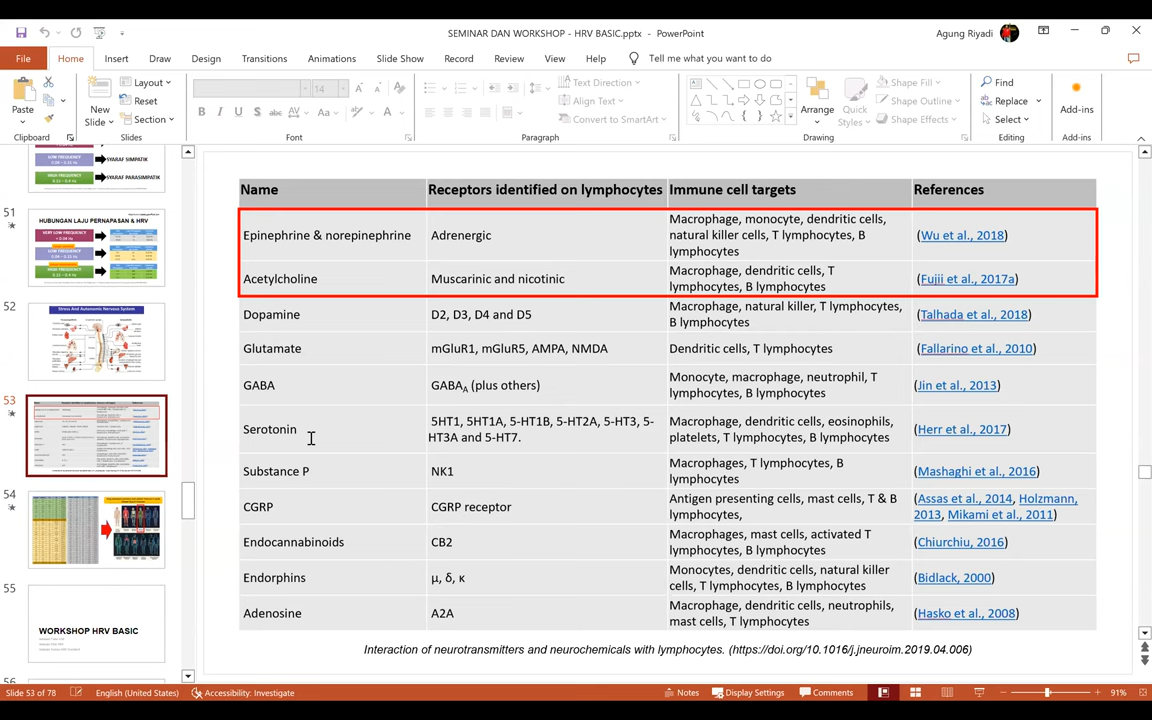 SEMINAR DAN WORKSHOP - HRV BASIC.pptx - PowerPoint
Agung Riyadi
File Home Insert Draw Design Transitions Animations Slide Show Record Review View Help Tell me what you want to do
Paste
Clipboard
New
Slide
Layout
Reset
Section
Slides
14
Font
Text Direction
Align Text
Convert to SmartArt
Paragraph
Arrange
Quick
Styles
Shape Fill
Shape Outline
Shape Effects
Drawing
Find
Replace
Select
Editing
Add-ins
Add-ins
LOW FREQUENCY
SYARAF SIMPATIK
HIGH FREQUENCY
SYARAF PARASIMPATIK
51
HUBUNGAN LAJU PERNAPASAN & HRV
52
Stress And Autonomic Nervous System
53
54
55
WORKSHOP HRV BASIC
Name Receptors identified on lymphocytes Immune cell targets References
Epinephrine & norepinephrine Adrenergic
Macrophage, monocyte, dendritic cells,
natural killer cells, T lymphocytes, B
lymphocytes
(Wu et al., 2018)
Acetylcholine Muscarinic and nicotinic
Macrophage, dendritic cells, T
lymphocytes, B lymphocytes
(Fujii et al., 2017a)
Dopamine D2, D3, D4 and D5
Macrophage, natural killer, T lymphocytes,
B lymphocytes
(Talhada et al., 2018)
Glutamate mGluR1, mGluR5, AMPA, NMDA Dendritic cells, T lymphocytes (Fallarino et al., 2010)
GABA GABAA (plus others)
Monocyte, macrophage, neutrophil, T
lymphocytes, B lymphocytes
(Jin et al., 2013)
Serotonin
5HT1, 5HT1A, 5-HT1B, 5-HT2A, 5-HT3, 5-
HT3A and 5-HT7.
Macrophage, dendritic cells, eosinophils,
platelets, T lymphocytes, B lymphocytes
(Herr et al., 2017)
Substance P NK1
Macrophages, T lymphocytes, B
lymphocytes
(Mashaghi et al., 2016)
CGRP CGRP receptor
Antigen presenting cells, mast cells, T & B
lymphocytes,
(Assas et al., 2014, Holzmann,
2013, Mikami et al., 2011)
Endocannabinoids CB2
Macrophages, mast cells, activated T
lymphocytes, B lymphocytes
(Chiurchiu, 2016)
Endorphins μ, δ, κ
Monocytes, dendritic cells, natural killer
cells, T lymphocytes, B lymphocytes
(Bidlack, 2000)
Adenosine A2A
Macrophage, dendritic cells, neutrophils,
mast cells, T lymphocytes
(Hasko et al., 2008)
Interaction of neurotransmitters and neurochemicals with lymphocytes. (https://doi.org/10.1016/j.jneuroim.2019.04.006)
Slide 53 of 78 English (United States) Accessibility: Investigate Notes Display Settings Comments 91%